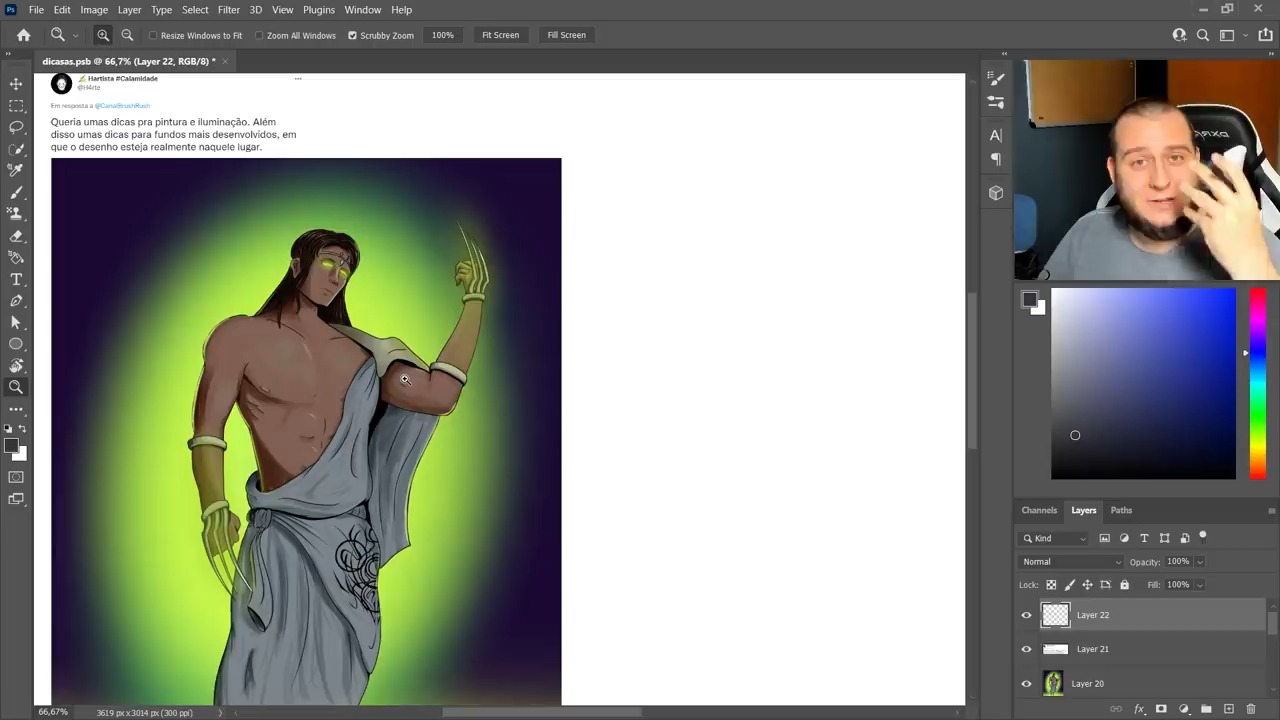 File Edit Image Layer Type Select Filter 3D View Plugins Window Help
Resize Windows to Fit Zoom All Windows Scrubby Zoom 100% Fit Screen Fill Screen
dicasas.psb @ 66,7% (Layer 22, RGB/8) *
Hartista #Calamidade
@H4rte
Em resposta a @CanalBrushRush
Queria umas dicas pra pintura e iluminação. Além
disso umas dicas para fundos mais desenvolvidos, em
que o desenho esteja realmente naquele lugar.
Channels Layers Paths
Kind
Normal Opacity: 100%
Lock: Fill: 100%
Layer 22
Layer 21
Layer 20
66,67% 3619 px x 3014 px (300 ppi)